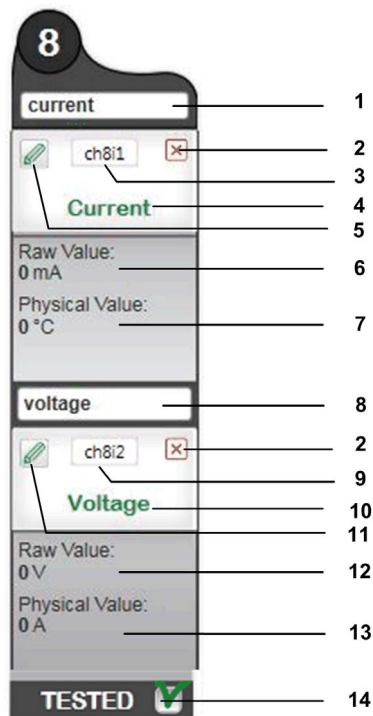 8
current 1
2
ch8i1 3
Current 4
5
Raw Value:
0 mA 6
Physical Value:
0 °C 7
voltage 8
2
ch8i2 9
Voltage 10
11
Raw Value:
0 V 12
Physical Value:
0 A 13
TESTED 14